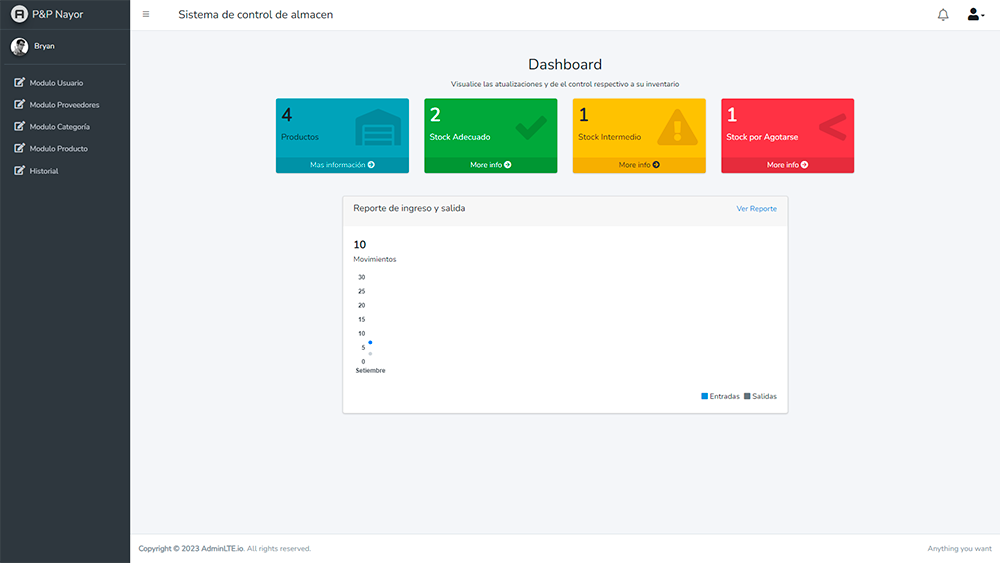 P&P Nayor
Sistema de control de almacen
Bryan
Modulo Usuario
Modulo Proveedores
Modulo Categoría
Modulo Producto
Historial
Dashboard
Visualice las atualizaciones y de el control respectivo a su inventario
4
Productos
Mas información
2
Stock Adecuado
More info
1
Stock Intermedio
More info
1
Stock por Agotarse
More info
Reporte de ingreso y salida
Ver Reporte
10
Movimientos
30
25
20
15
10
5
0
Setiembre
Entradas Salidas
Copyright © 2023 AdminLTE.io. All rights reserved.
Anything you want